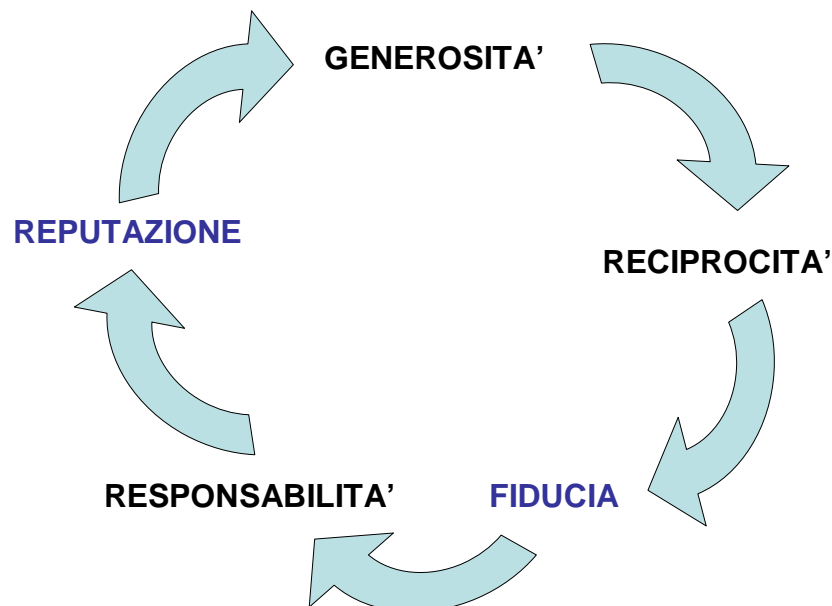 GENEROSITA’
REPUTAZIONE
RECIPROCITA’
RESPONSABILITA’
FIDUCIA